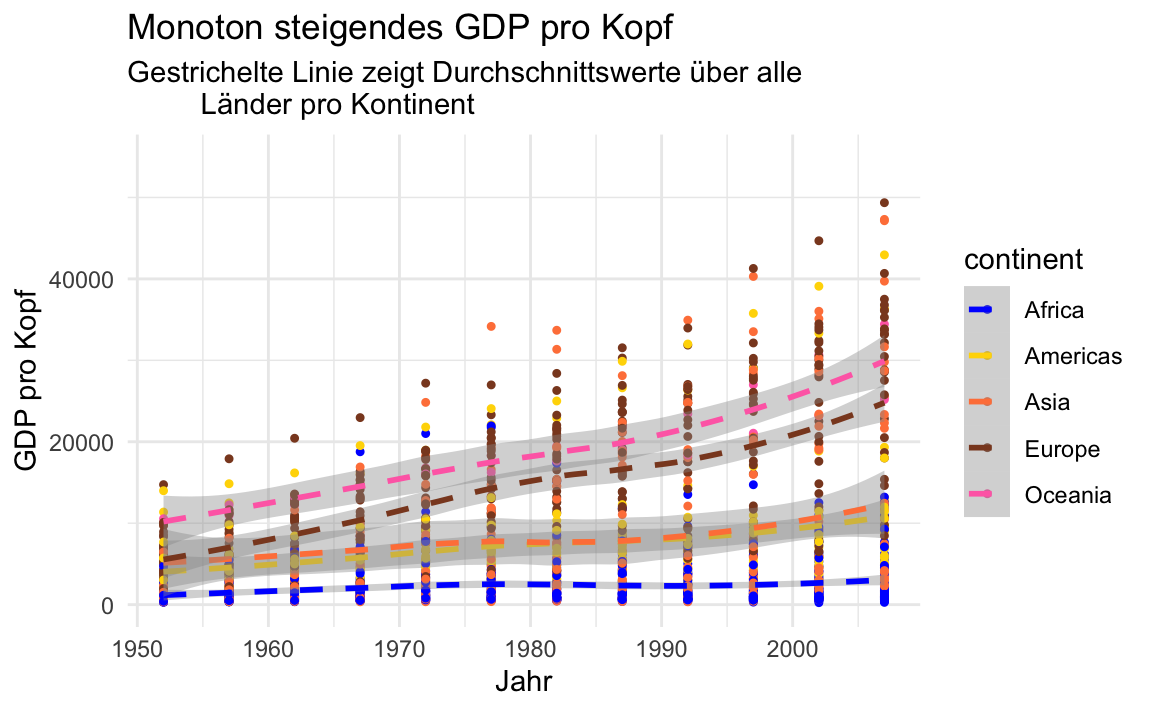 Monoton steigendes GDP pro Kopf
Gestrichelte Linie zeigt Durchschnittswerte über alle
Länder pro Kontinent
GDP pro Kopf
40000
20000
0
1950 1960 1970 1980 1990 2000
Jahr
continent
Africa
Americas
Asia
Europe
Oceania